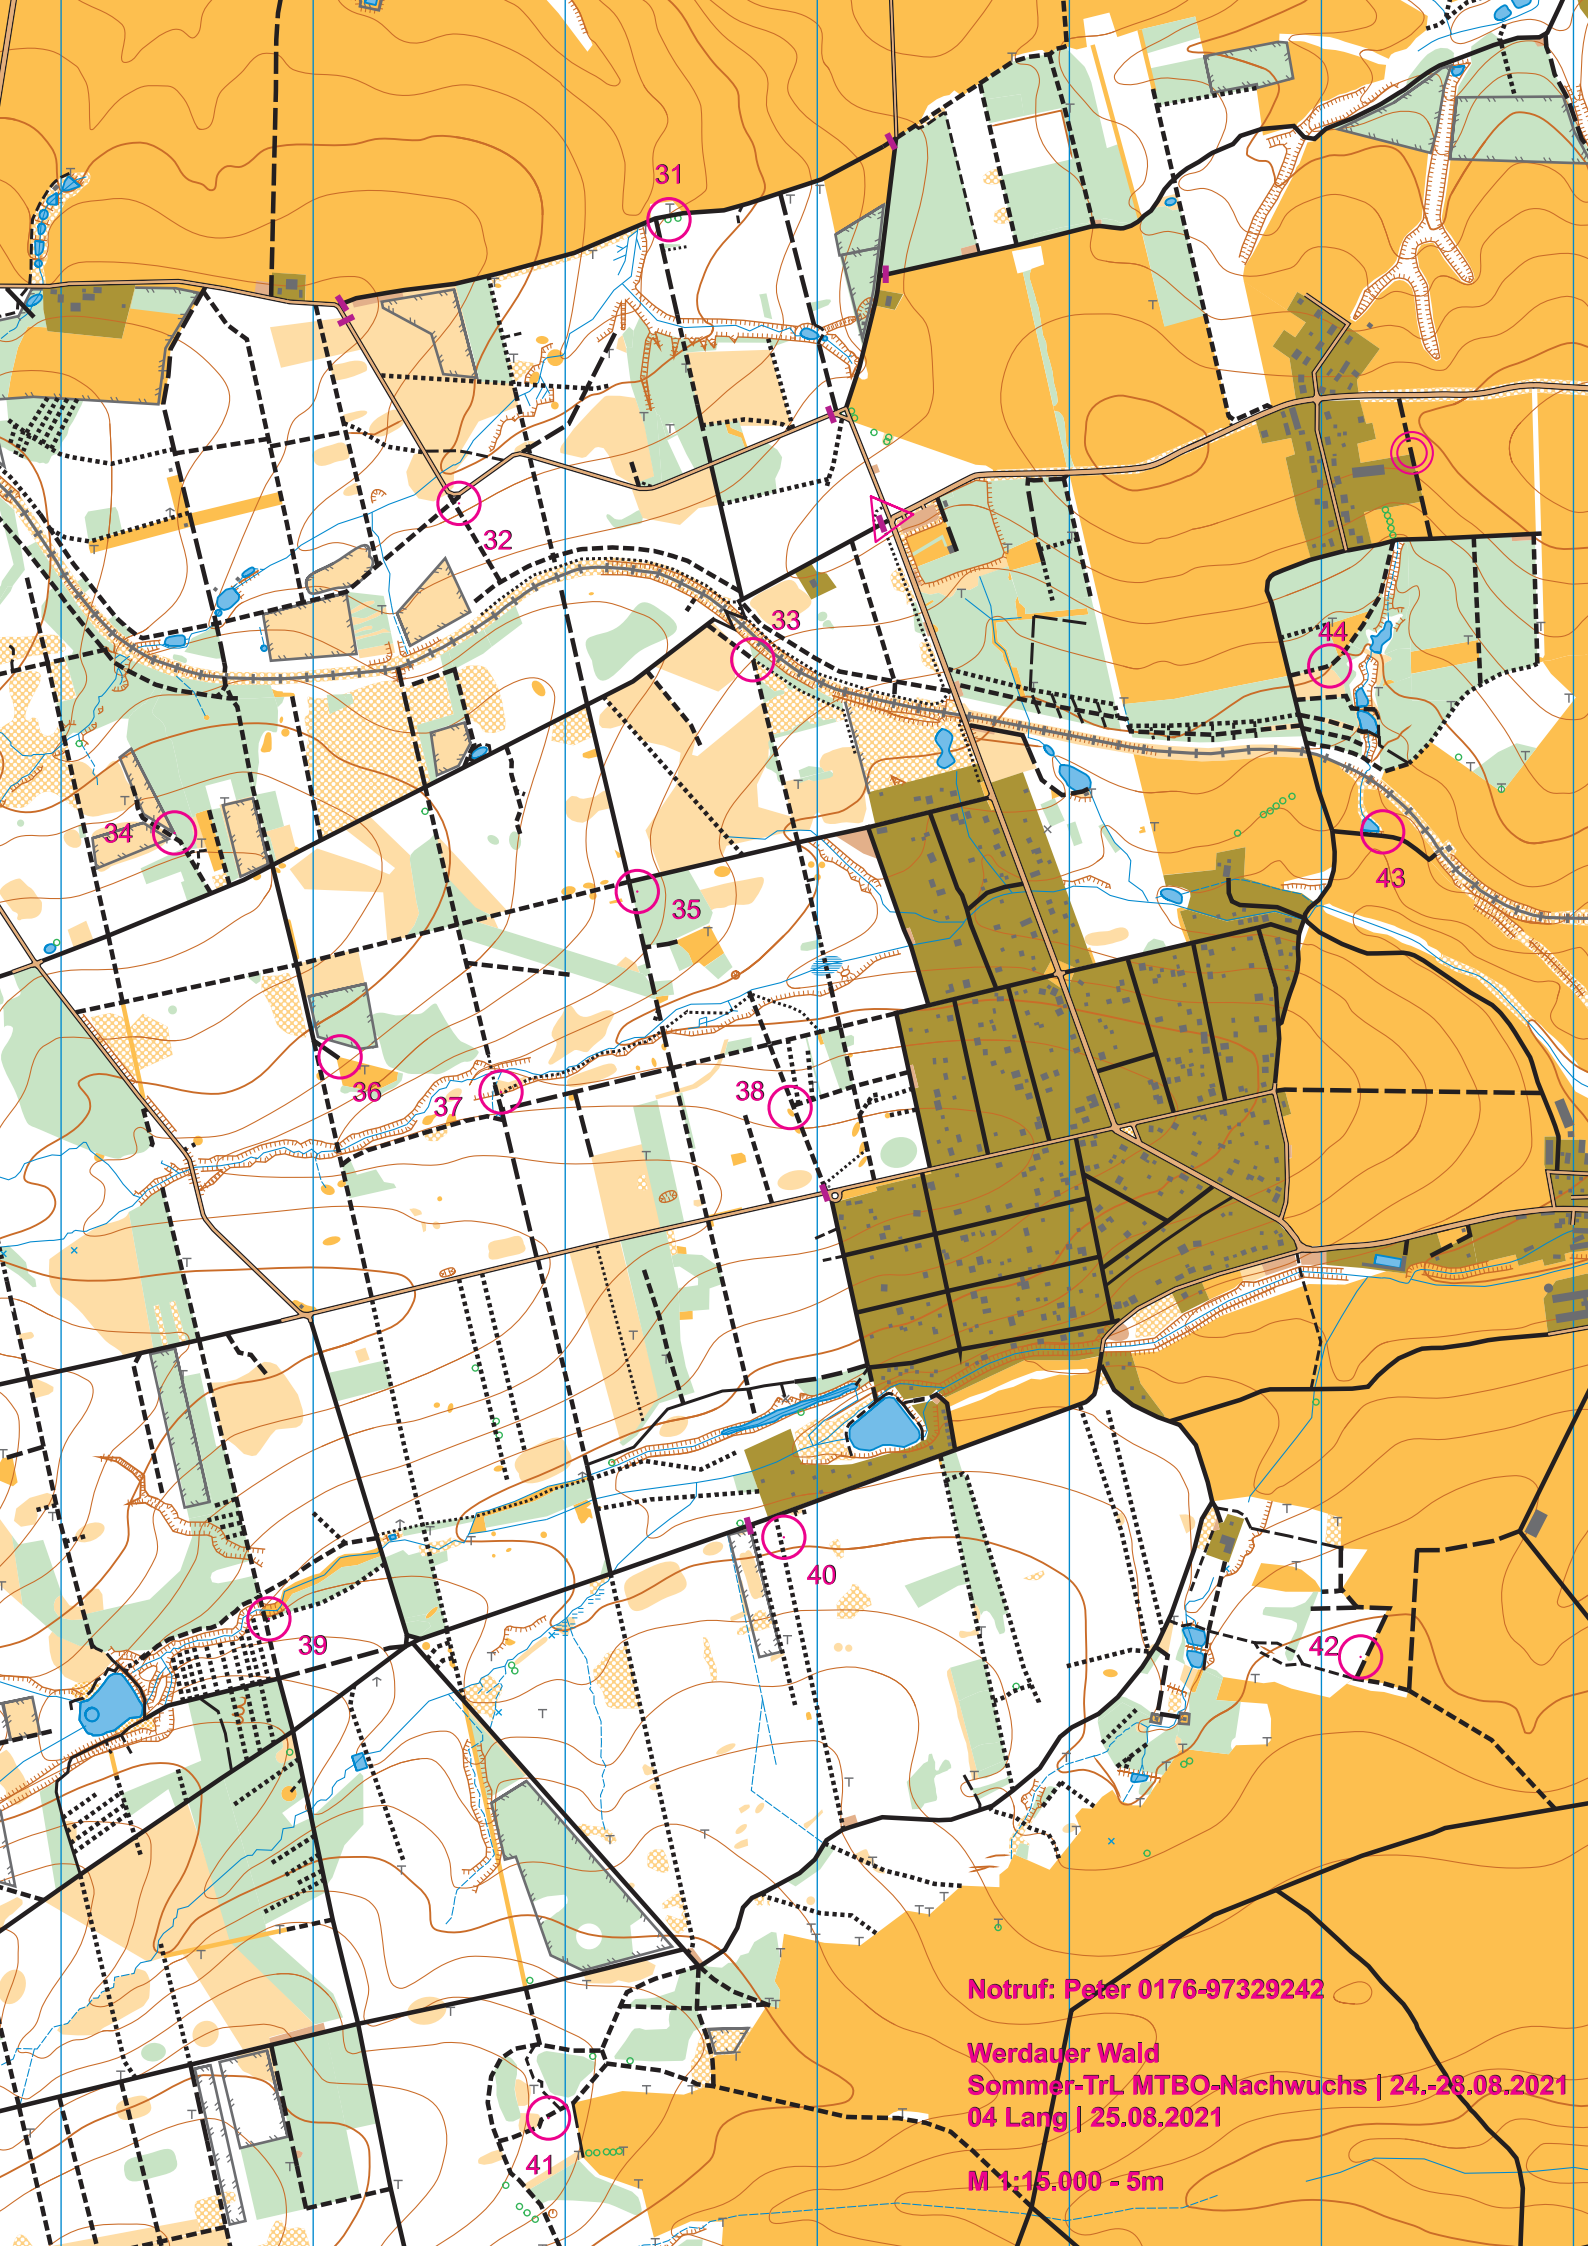 31
32
33
44
34
43
35
36
37
38
39
40
42
41
Notruf: Peter 0176-97329242
Werdauer Wald
Sommer-TrL MTBO-Nachwuchs | 24.-28.08.2021
04 Lang | 25.08.2021
M 1:15.000 - 5m